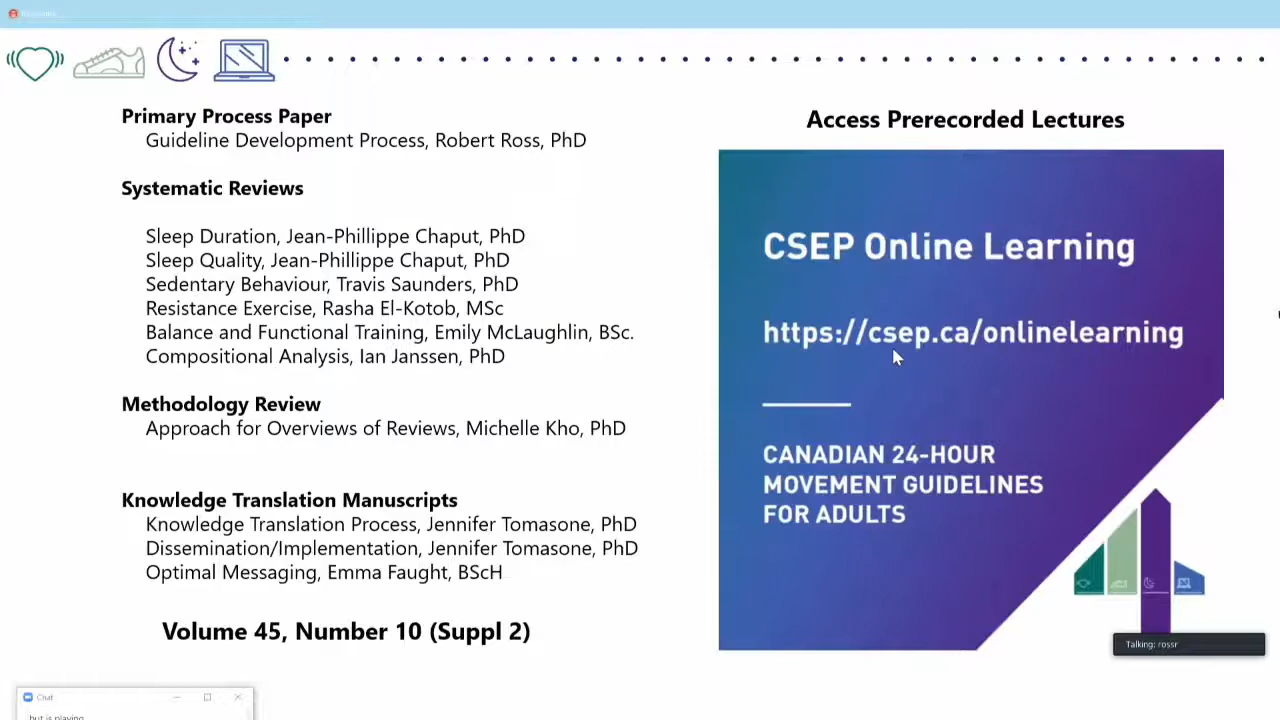 Primary Process Paper
Guideline Development Process, Robert Ross, PhD
Systematic Reviews
Sleep Duration, Jean-Phillippe Chaput, PhD
Sleep Quality, Jean-Phillippe Chaput, PhD
Sedentary Behaviour, Travis Saunders, PhD
Resistance Exercise, Rasha El-Kotob, MSc
Balance and Functional Training, Emily McLaughlin, BSc.
Compositional Analysis, Ian Janssen, PhD
Methodology Review
Approach for Overviews of Reviews, Michelle Kho, PhD
Knowledge Translation Manuscripts
Knowledge Translation Process, Jennifer Tomasone, PhD
Dissemination/Implementation, Jennifer Tomasone, PhD
Optimal Messaging, Emma Faught, BScH
Volume 45, Number 10 (Suppl 2)
Access Prerecorded Lectures
CSEP Online Learning
https://csep.ca/onlinelearning
CANADIAN 24-HOUR
MOVEMENT GUIDELINES
FOR ADULTS
Talking: rossr
Chat
but is playing